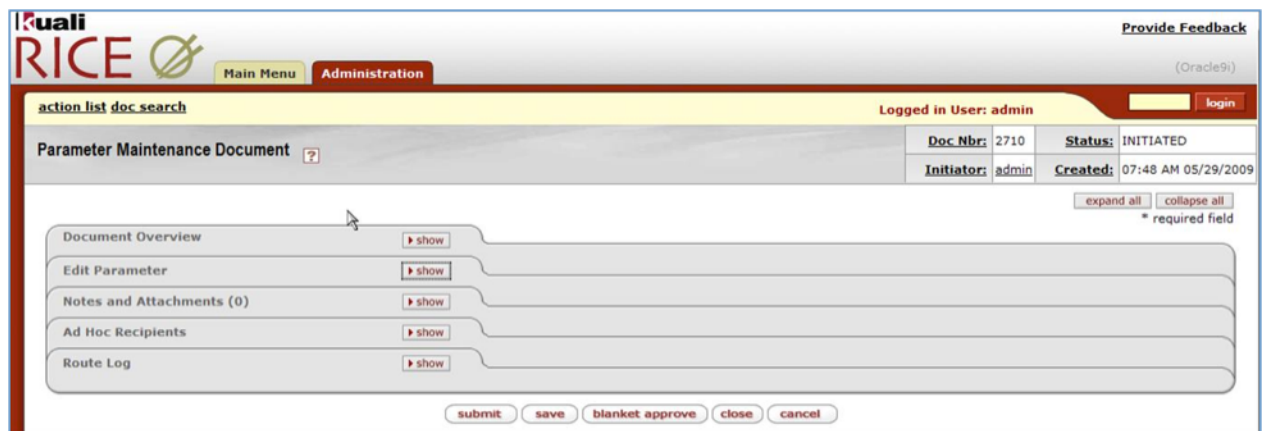 Kuali
RICE
Provide Feedback
Main Menu Administration (Oracle9i)
action list doc search Logged in User: admin login
Parameter Maintenance Document ? Doc Nbr: 2710 Status: INITIATED
Initiator: admin Created: 07:48 AM 05/29/2009
expand all collapse all
* required field
Document Overview show
Edit Parameter show
Notes and Attachments (0) show
Ad Hoc Recipients show
Route Log show
submit save blanket approve close cancel